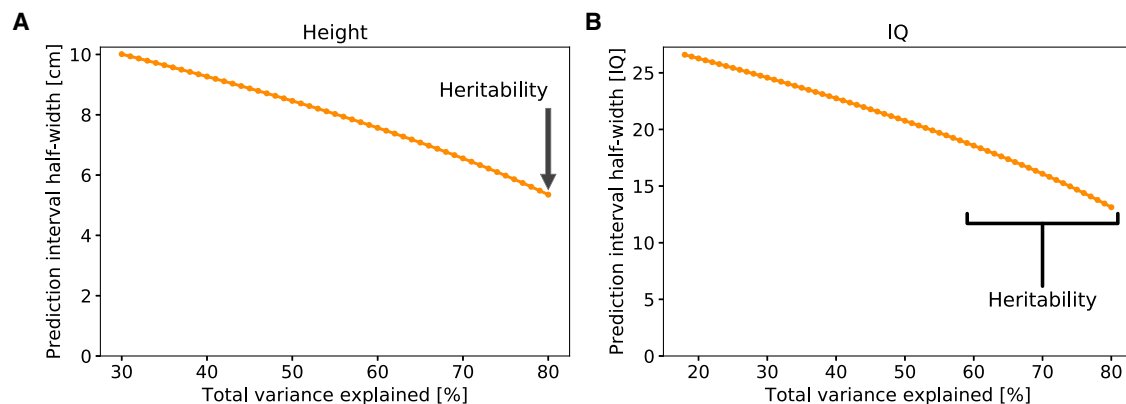 A
Height
Prediction interval half-width [cm]
10
8
6
4
2
0
Heritability
30
40
50
60
70
80
Total variance explained [%]
B
IQ
Prediction interval half-width [IQ]
25
20
15
10
5
0
Heritability
20
30
40
50
60
70
80
Total variance explained [%]